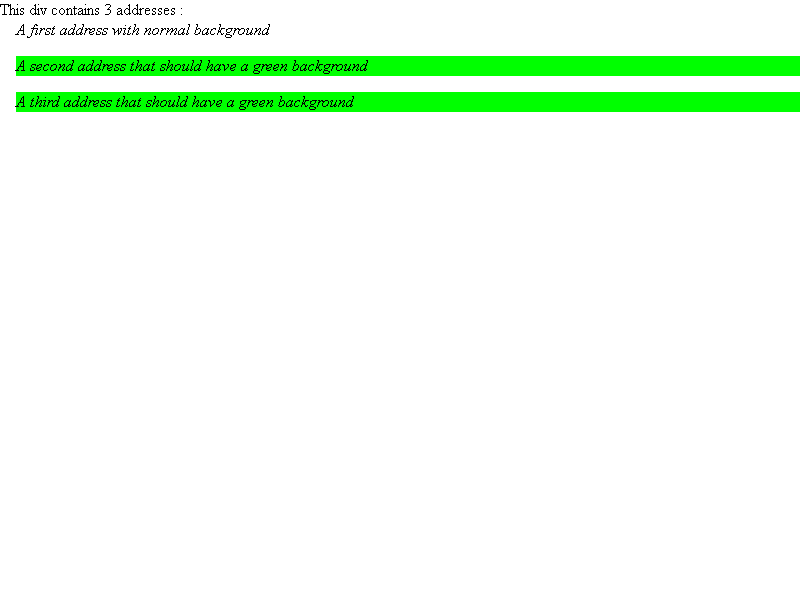 This div contains 3 addresses :
A first address with normal background
A second address that should have a green background
A third address that should have a green background